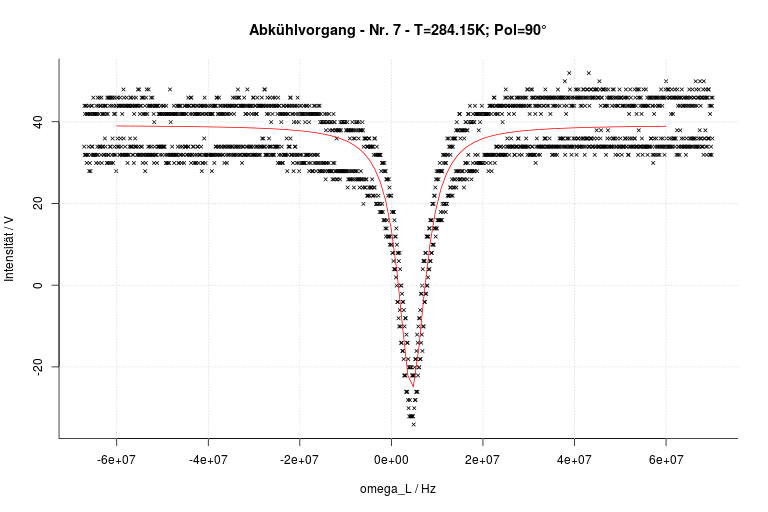 Abkühlvorgang - Nr. 7 - T=284.15K; Pol=90°
Intensität / V
40
20
0
-20
-6e+07 -4e+07 -2e+07 0e+00 2e+07 4e+07 6e+07
omega_L / Hz